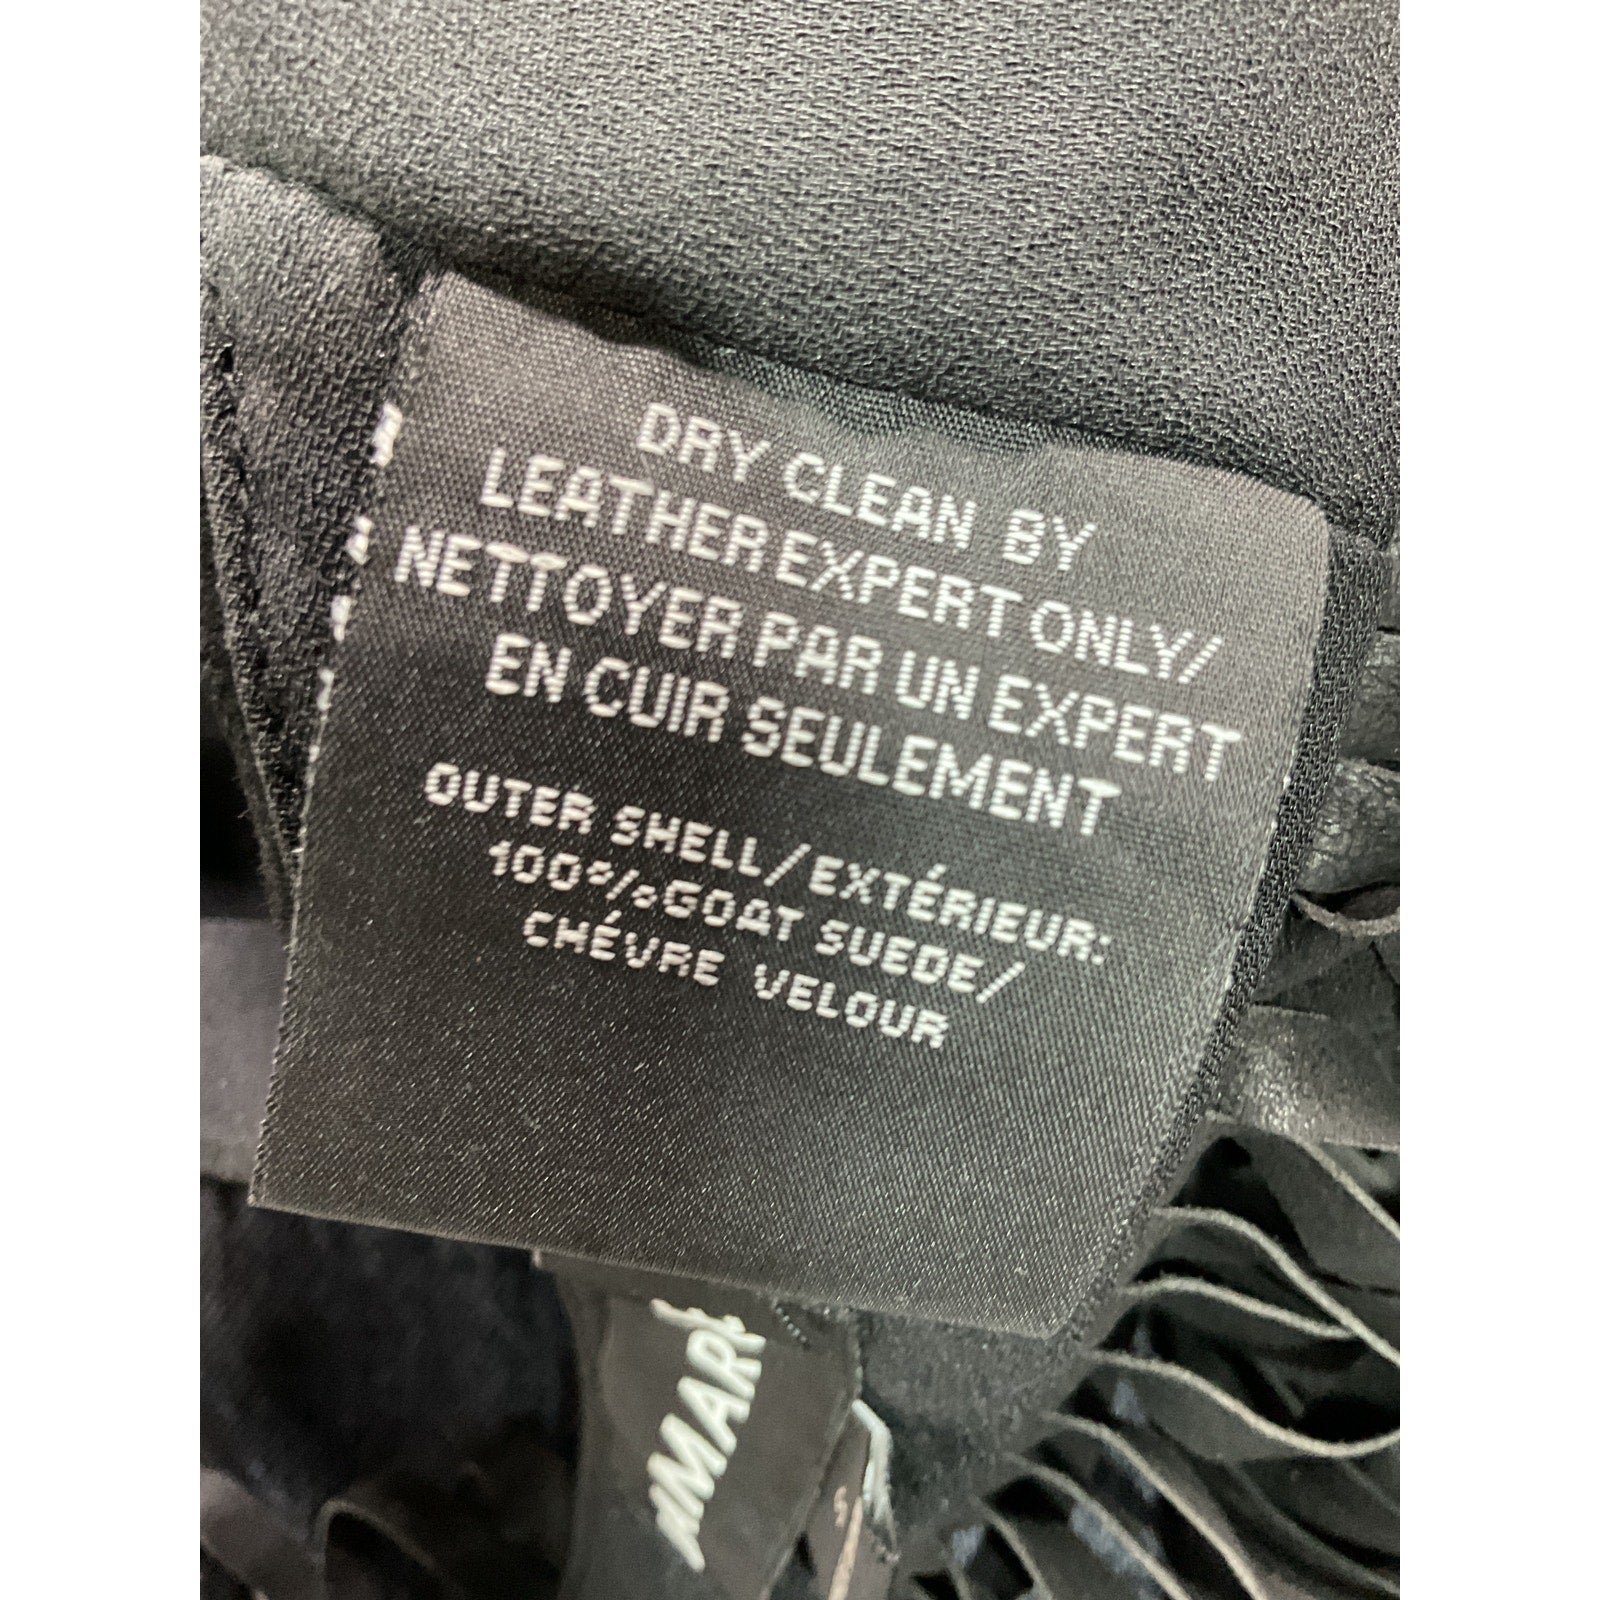 DRY CLEAN BY
LEATHER EXPERT ONLY/
NETTOYER PAR UN EXPERT
EN CUIR SEULEMENT
OUTER SHELL/EXTÉRIEUR:
100%GOAT SUEDE/
CHÉVRE VELOUR